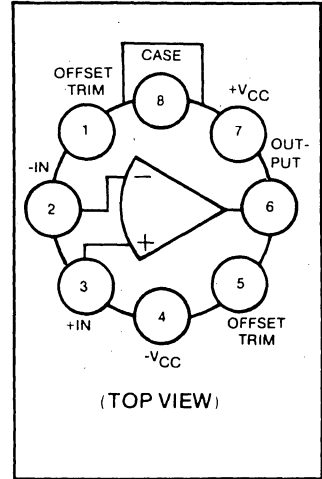 CASE
OFFSET
TRIM
8
+VCC
1
7
OUT-
PUT
-IN
−
2
6
+
3
5
+IN
4
OFFSET
TRIM
-VCC
(TOP VIEW)